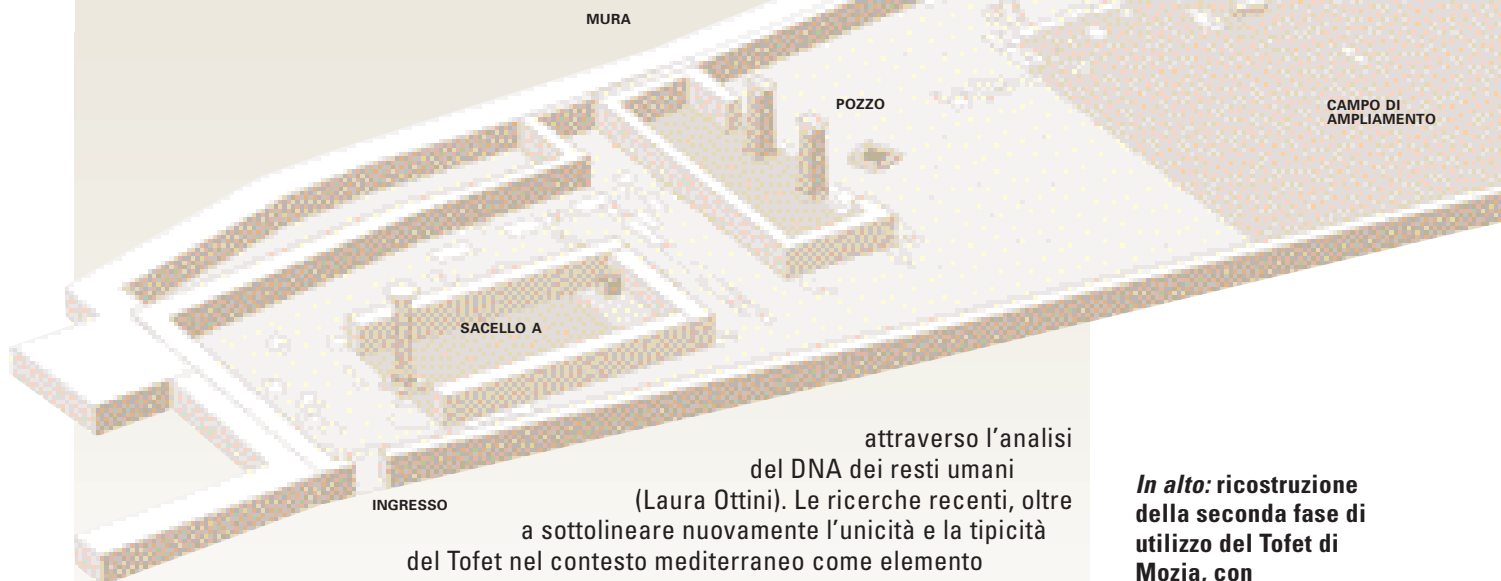 MURA
POZZO
CAMPO DI
AMPLIAMENTO
SACELLO A
INGRESSO
attraverso l'analisi
del DNA dei resti umani
(Laura Ottini). Le ricerche recenti, oltre
a sottolineare nuovamente l'unicità e la tipicità
del Tofet nel contesto mediterraneo come elemento
In alto: ricostruzione
della seconda fase di
utilizzo del Tofet di
Mozia, con